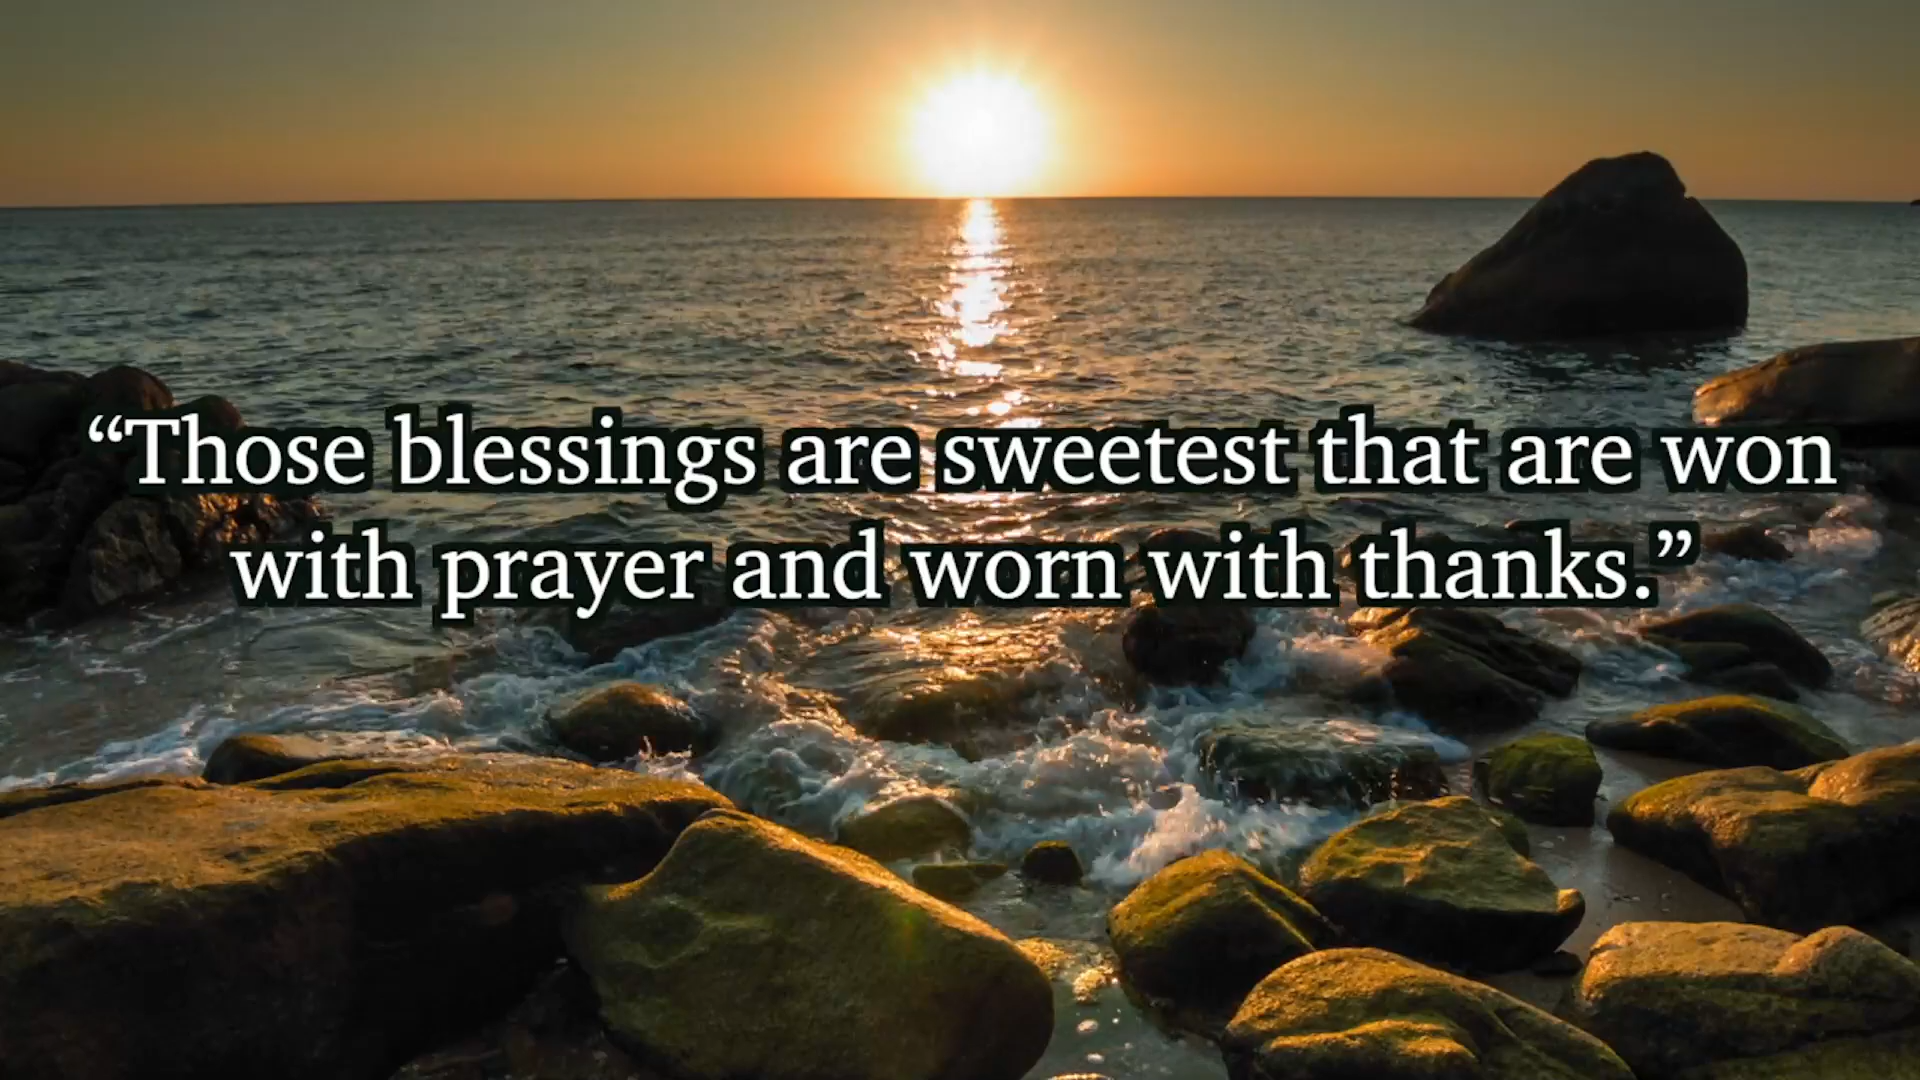 “Those blessings are sweetest that are won
with prayer and worn with thanks.”